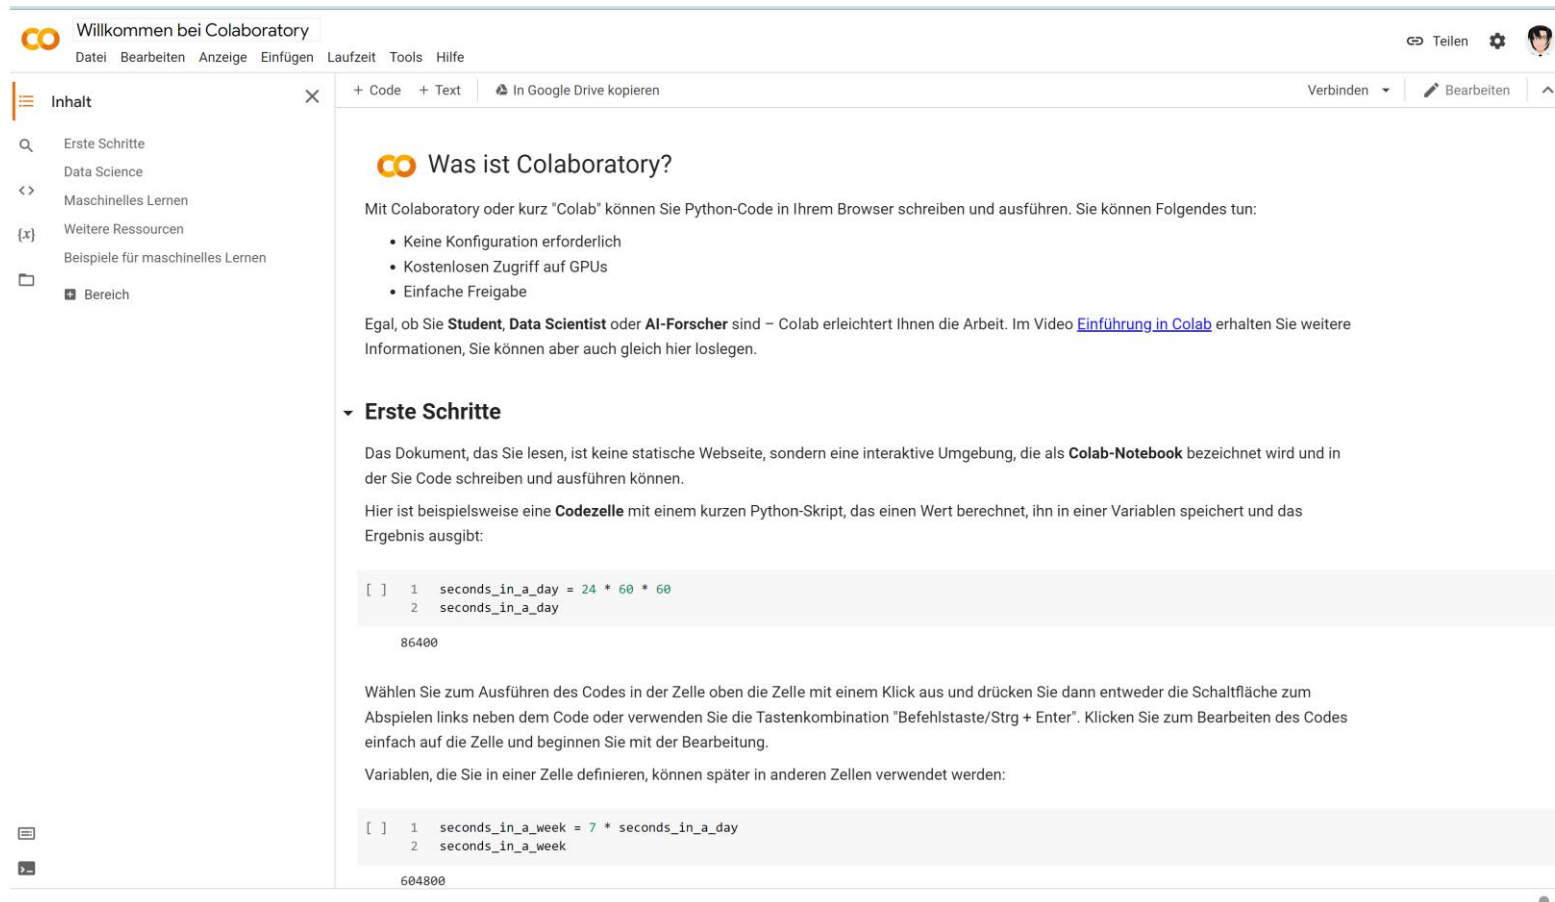 Willkommen bei Colaboratory
Datei Bearbeiten Anzeige Einfügen Laufzeit Tools Hilfe
Teilen
Inhalt
Erste Schritte
Data Science
Maschinelles Lernen
Weitere Ressourcen
Beispiele für maschinelles Lernen
Bereich
+ Code + Text In Google Drive kopieren
Verbinden Bearbeiten
CO Was ist Colaboratory?
Mit Colaboratory oder kurz "Colab" können Sie Python-Code in Ihrem Browser schreiben und ausführen. Sie können Folgendes tun:
• Keine Konfiguration erforderlich
• Kostenlosen Zugriff auf GPUs
• Einfache Freigabe
Egal, ob Sie Student, Data Scientist oder AI-Forscher sind – Colab erleichtert Ihnen die Arbeit. Im Video Einführung in Colab erhalten Sie weitere
Informationen, Sie können aber auch gleich hier loslegen.
Erste Schritte
Das Dokument, das Sie lesen, ist keine statische Webseite, sondern eine interaktive Umgebung, die als Colab-Notebook bezeichnet wird und in
der Sie Code schreiben und ausführen können.
Hier ist beispielsweise eine Codezelle mit einem kurzen Python-Skript, das einen Wert berechnet, ihn in einer Variablen speichert und das
Ergebnis ausgibt:
[ ] 1 seconds_in_a_day = 24 * 60 * 60
2 seconds_in_a_day
86400
Wählen Sie zum Ausführen des Codes in der Zelle oben die Zelle mit einem Klick aus und drücken Sie dann entweder die Schaltfläche zum
Abspielen links neben dem Code oder verwenden Sie die Tastenkombination "Befehlstaste/Strg + Enter". Klicken Sie zum Bearbeiten des Codes
einfach auf die Zelle und beginnen Sie mit der Bearbeitung.
Variablen, die Sie in einer Zelle definieren, können später in anderen Zellen verwendet werden:
[ ] 1 seconds_in_a_week = 7 * seconds_in_a_day
2 seconds_in_a_week
604800